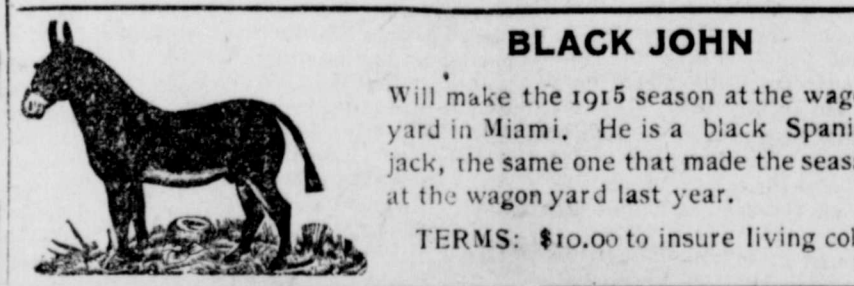 BLACK JOHN
Will make the 1915 season at the wag
yard in Miami. He is a black Spani
jack, the same one that made the seas
at the wagon yard last year.
TERMS: $10.00 to insure living col